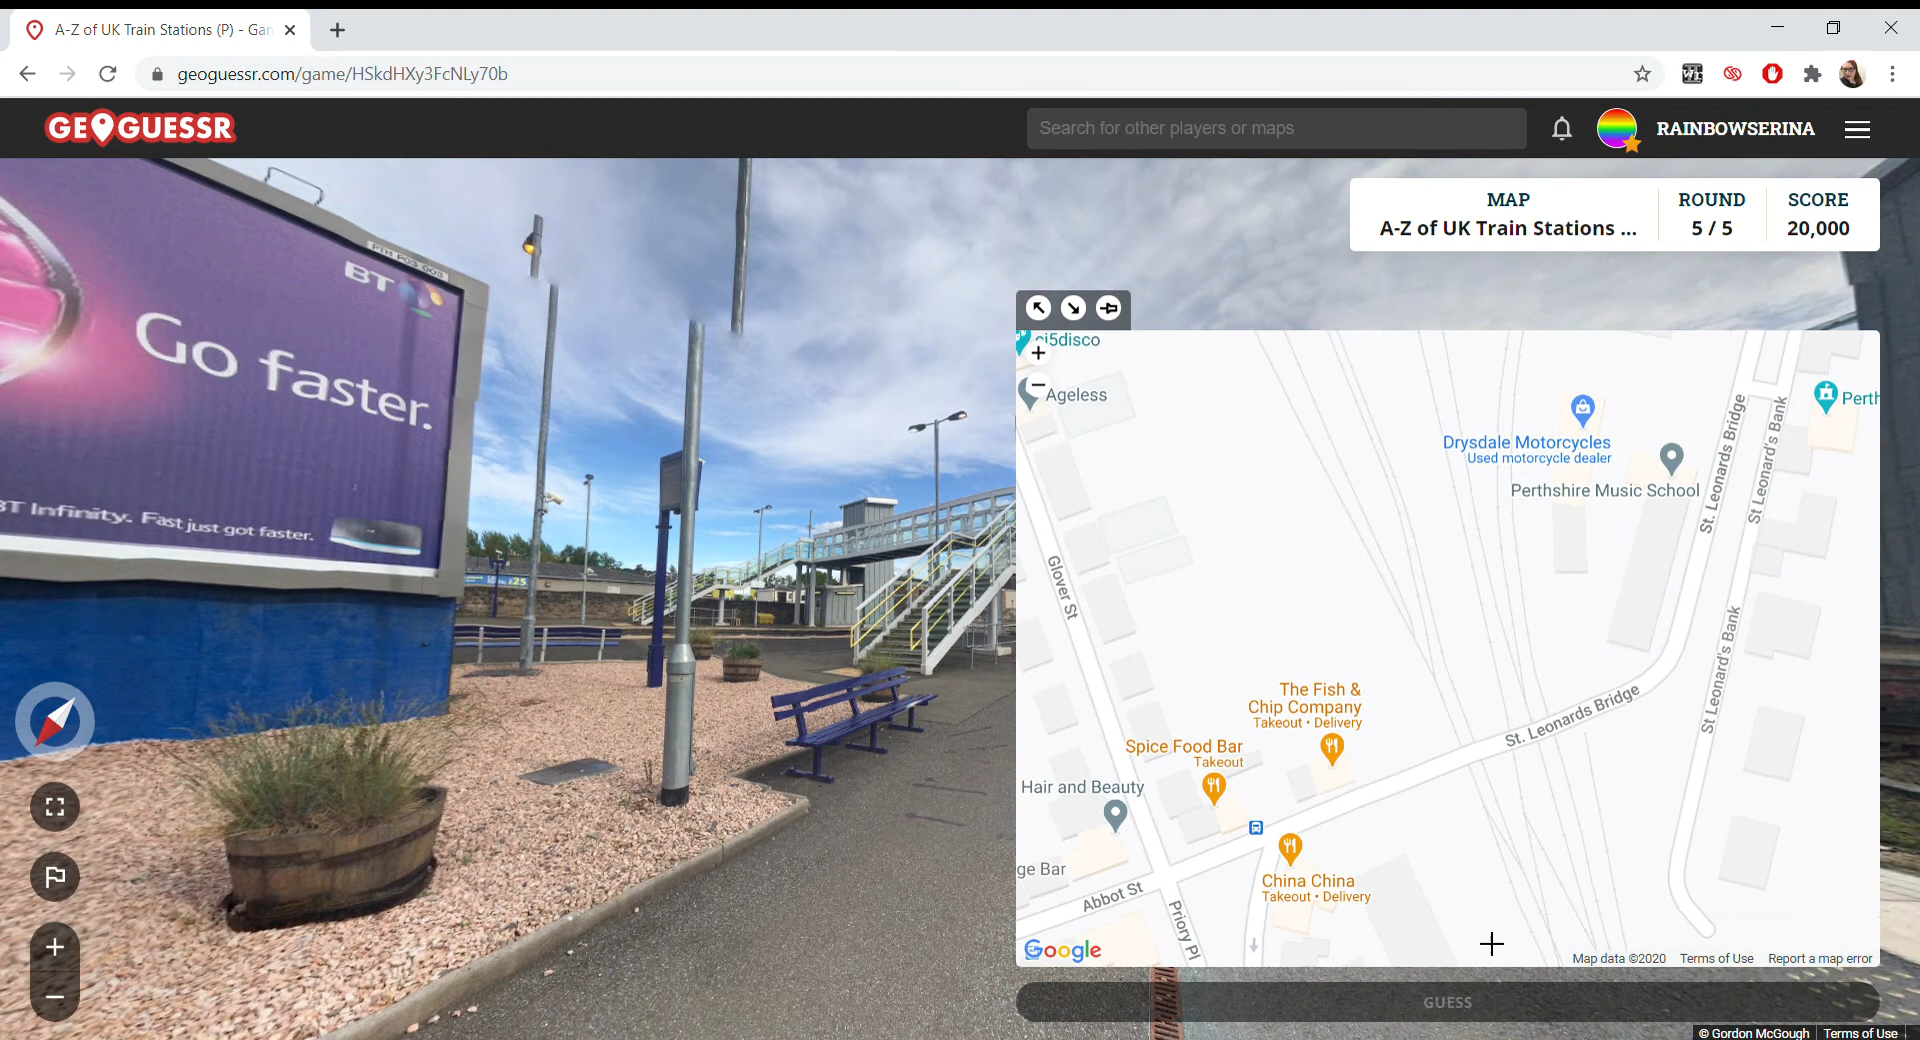 A-Z of UK Train Stations (P) - Gar
geoguessr.com/game/HSkdHXy3FcNLy70b
GEOGUESSR
Search for other players or maps
RAINBOWSERINA
MAP
A-Z of UK Train Stations ...
ROUND
5 / 5
SCORE
20,000
PTH P03 003
BT
Go faster.
BT Infinity. Fast just got faster.
£25
ci5disco
Ageless
Perth
Drysdale Motorcycles
Used motorcycle dealer
Perthshire Music School
St. Leonards Bridge
St Leonard's Bank
Glover St
St Leonard's Bank
The Fish &
Chip Company
Takeout • Delivery
St. Leonards Bridge
Spice Food Bar
Takeout
Hair and Beauty
ge Bar
China China
Takeout • Delivery
Abbot St
Priory Pl
Google
Map data ©2020
Terms of Use
Report a map error
GUESS
© Gordon McGough
Terms of Use